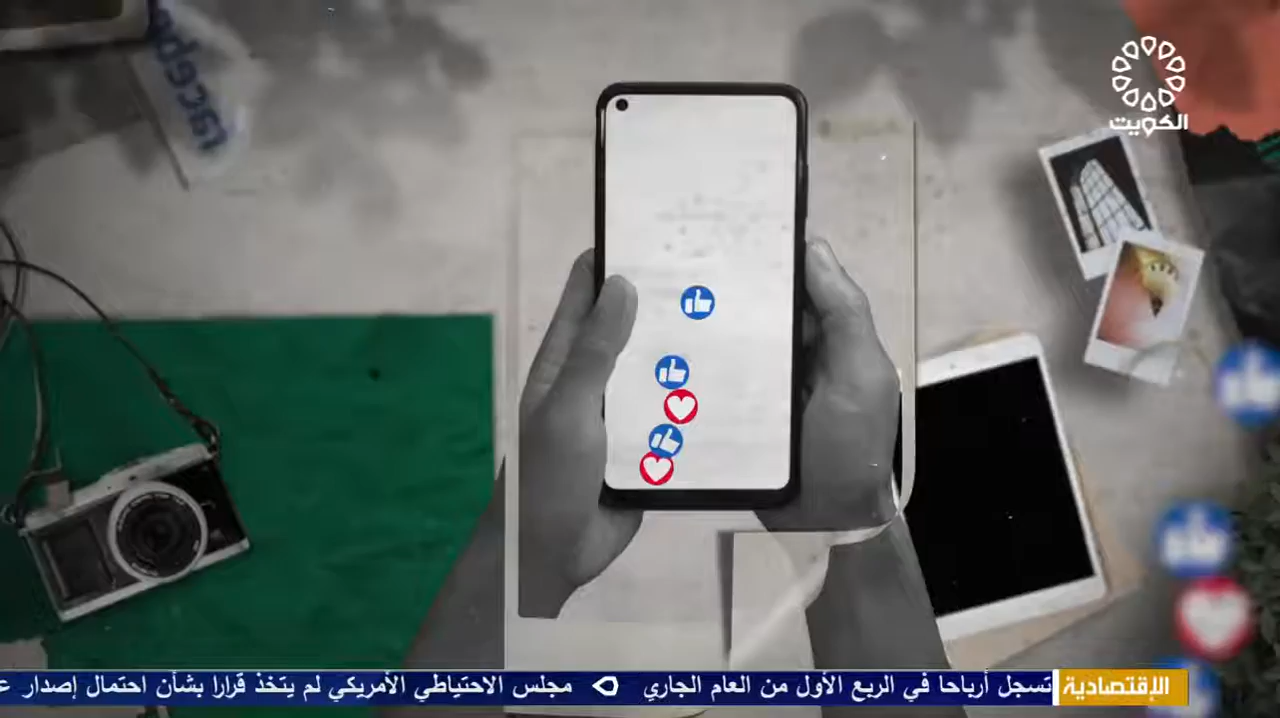 facebo
الكويت
الإقتصادية
تسجل أرباحا في الربع الأول من العام الجاري
مجلس الاحتياطي الأمريكي لم يتخذ قرارا بشأن احتمال إصدار